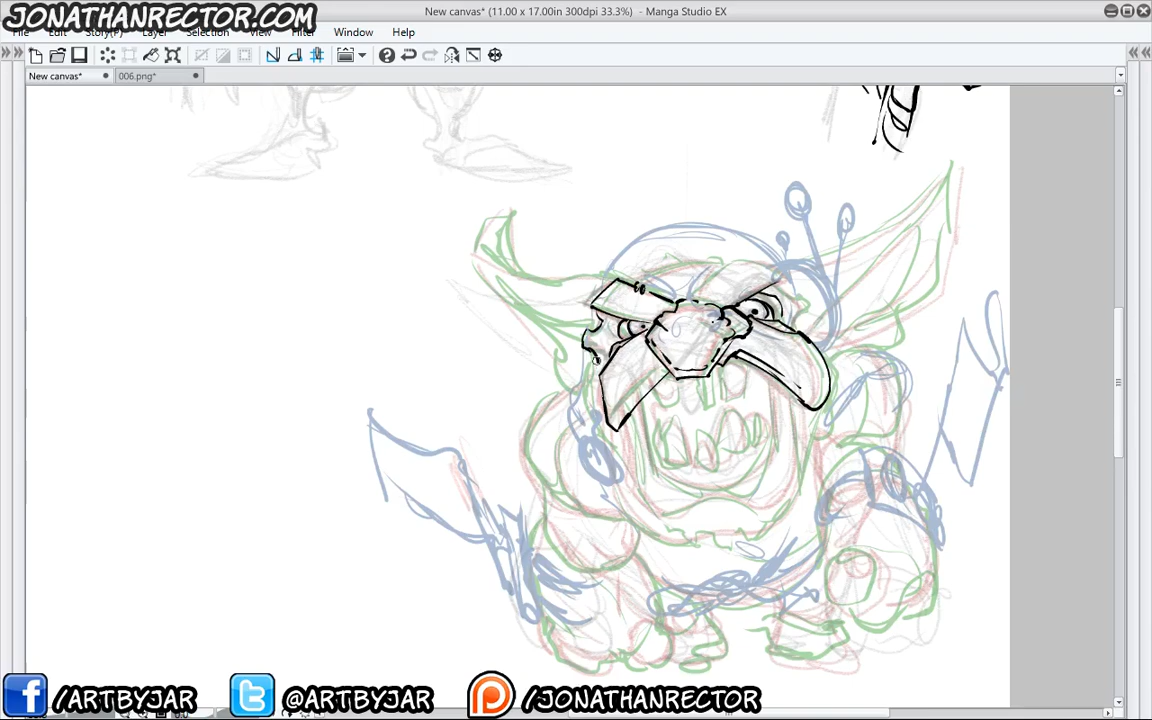 New canvas* (11.00 x 17.00in 300dpi 33.3%) - Manga Studio EX
JONATHANRECTOR.COM
File Edit Story(P) Layer Selection View Filter Window Help
New canvas* 006.png*
/ARTBYJAR @ARTBYJAR /JONATHANRECTOR